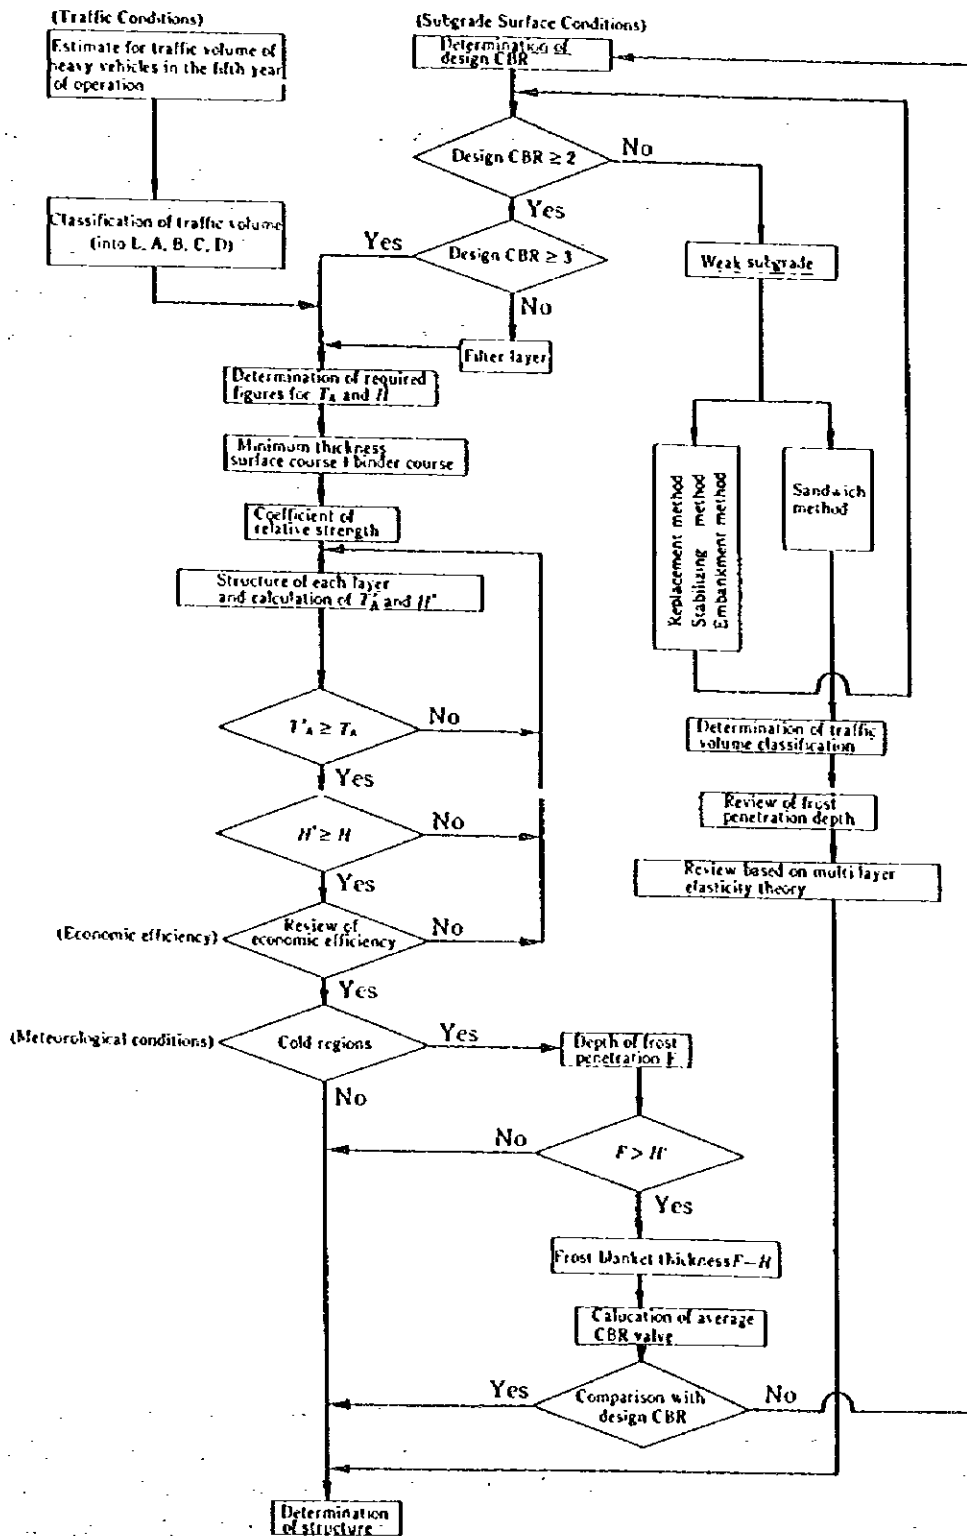 (Traffic Conditions)
Estimate for traffic volume of
heavy vehicles in the fifth year
of operation
Classification of traffic volume
(into L, A, B, C, D)
(Subgrade Surface Conditions)
Determination of
design CBR
Design CBR ≥ 2
No
Yes
Design CBR ≥ 3
Yes
No
Filter layer
Weak subgrade
Replacement method
Stabilizing method
Embankment method
Sandwich
method
Determination of required
figures for TA and H
Minimum thickness
surface course + binder course
Coefficient of
relative strength
Structure of each layer
and calculation of T'A and H'
T'A ≥ TA
No
Yes
H' ≥ H
No
Yes
(Economic efficiency)
Review of
economic efficiency
No
Yes
(Meteorological conditions)
Cold regions
Yes
No
Determination of traffic
volume classification
Review of frost
penetration depth
Review based on multi layer
elasticity theory
Depth of frost
penetration F
F > H'
No
Yes
Frost blanket thickness F-H
Calucation of average
CBR valve
Comparison with
design CBR
Yes
No
Determination
of structure